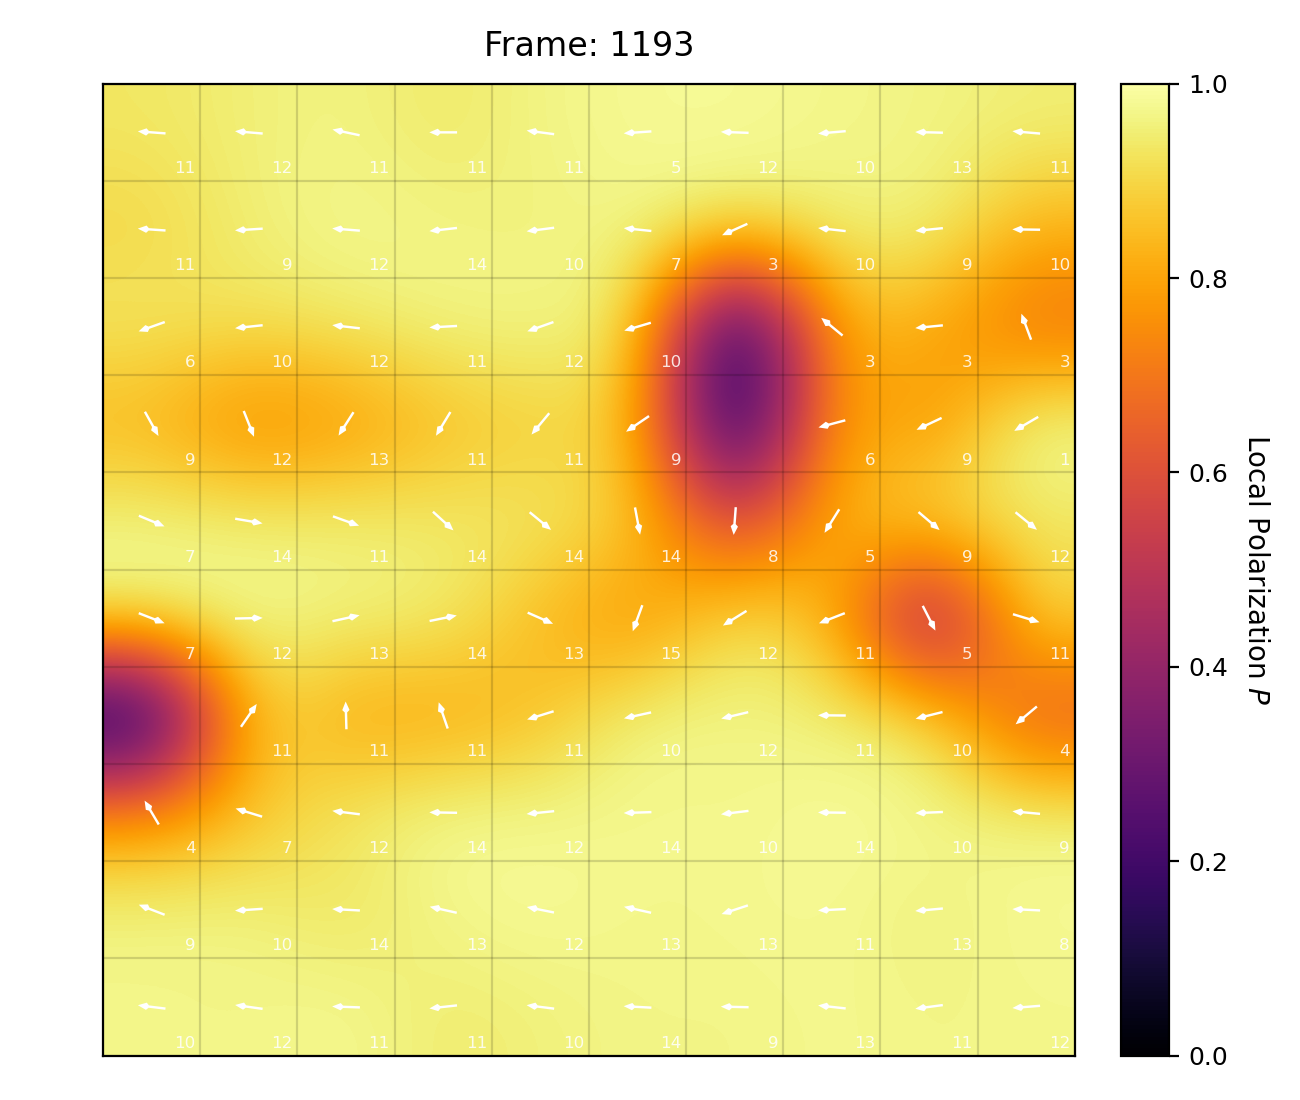 Frame: 1193
11 12 11 11 11 5 12 10 13 11
11 9 12 14 10 7 3 10 9 10
6 10 12 11 12 10 3 3 3
9 12 13 11 11 9 6 9 1
7 14 11 14 14 14 8 5 9 12
7 12 13 14 13 15 12 11 5 11
11 11 11 11 10 12 11 10 4
4 7 12 14 12 14 10 14 10 9
9 10 14 13 12 13 13 11 13 8
10 12 11 11 10 14 9 13 11 12
1.0
0.8
0.6
0.4
0.2
0.0
Local Polarization P